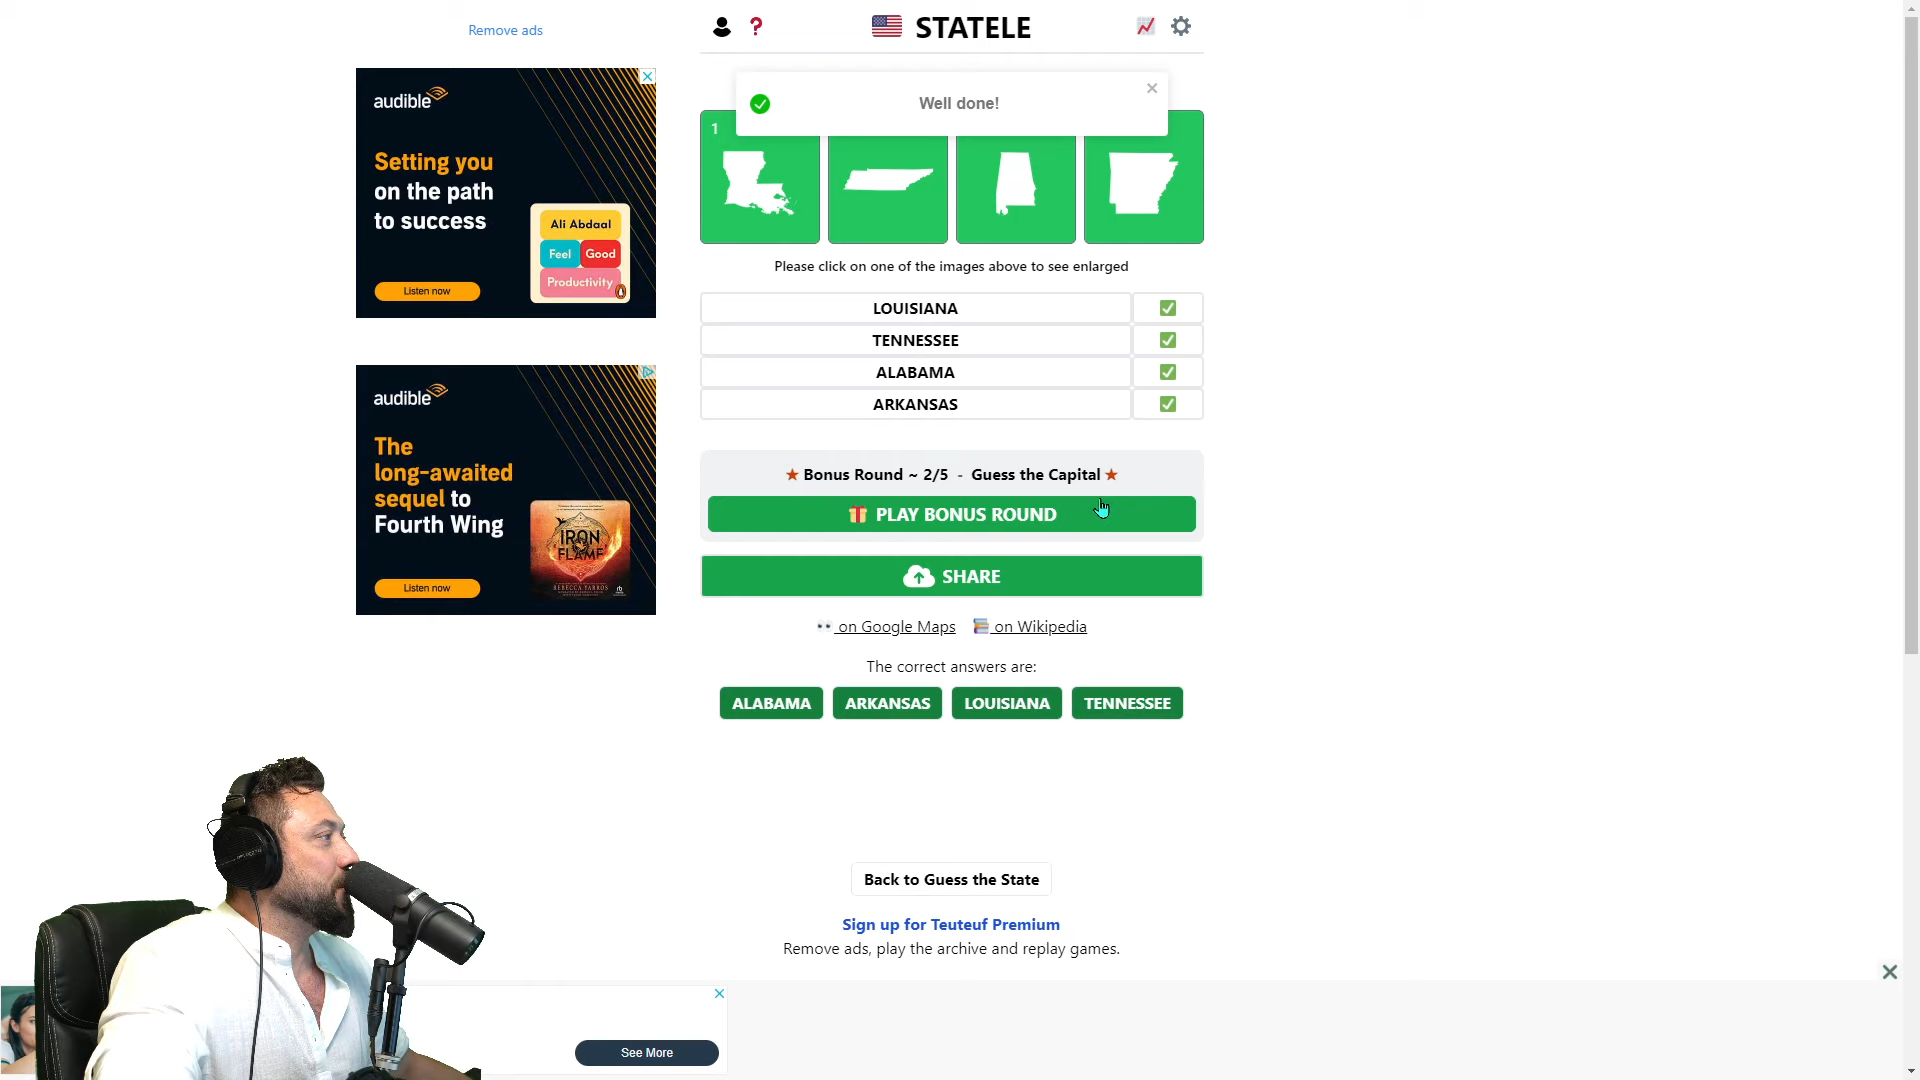 Remove ads
STATELE
audible
Setting you
on the path
to success
Ali Abdaal
Feel Good
Productivity
Listen now
Well done!
1
Please click on one of the images above to see enlarged
LOUISIANA
TENNESSEE
ALABAMA
ARKANSAS
audible
The
long-awaited
sequel to
Fourth Wing
IRON
FLAME
REBECCA YARROS
Listen now
Bonus Round ~ 2/5 - Guess the Capital
PLAY BONUS ROUND
SHARE
on Google Maps on Wikipedia
The correct answers are:
ALABAMA ARKANSAS LOUISIANA TENNESSEE
Back to Guess the State
Sign up for Teuteuf Premium
Remove ads, play the archive and replay games.
See More